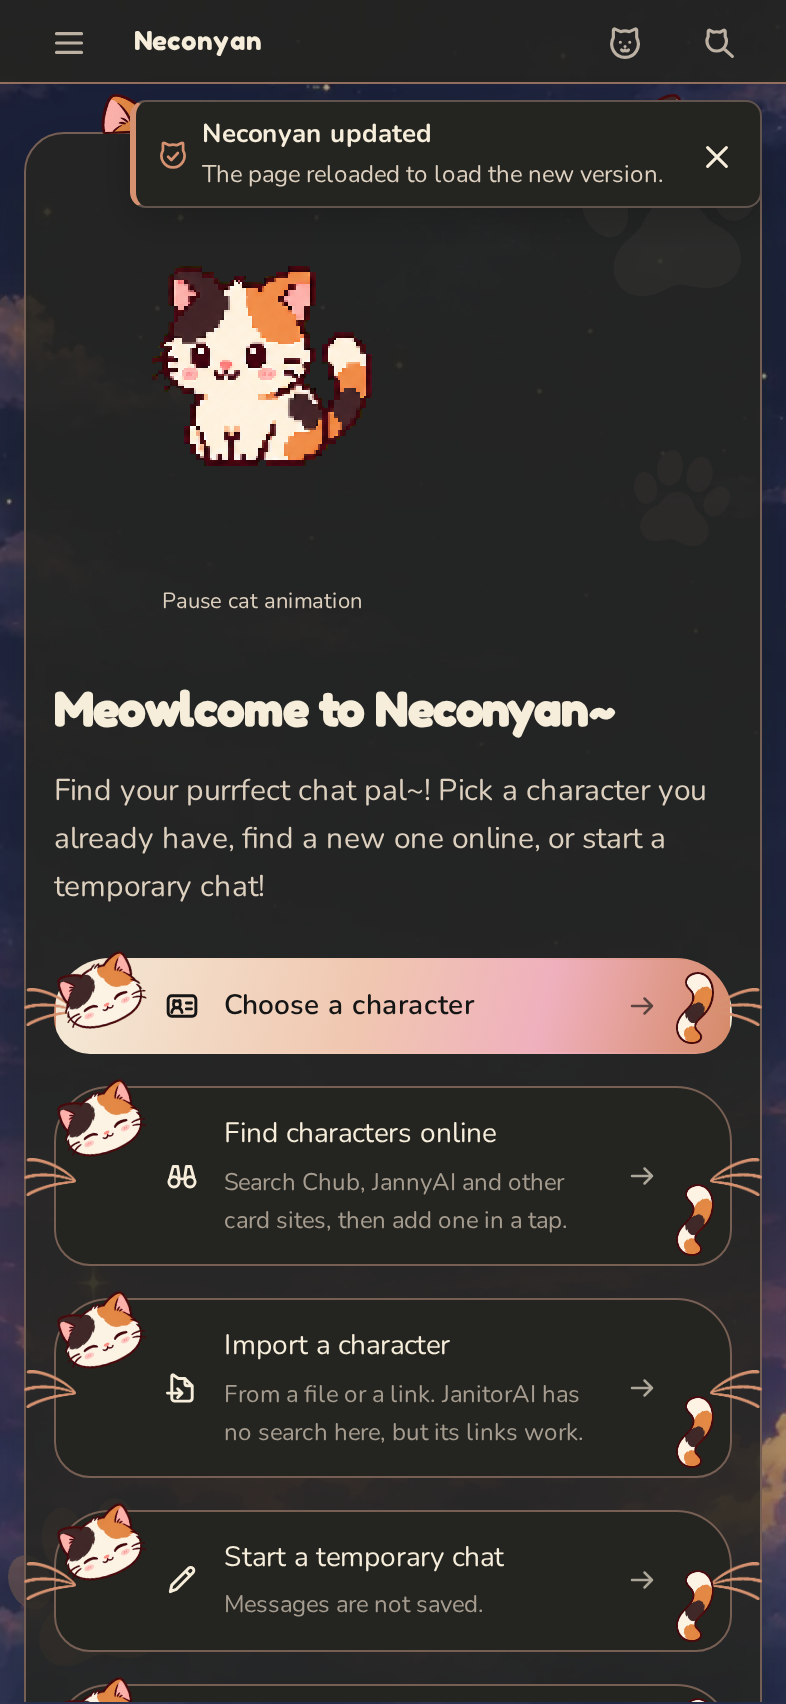 Neconyan
Neconyan updated
The page reloaded to load the new version.
Pause cat animation
Meowlcome to Neconyan~
Find your purrfect chat pal~! Pick a character you
already have, find a new one online, or start a
temporary chat!
Choose a character
Find characters online
Search Chub, JannyAI and other
card sites, then add one in a tap.
Import a character
From a file or a link. JanitorAI has
no search here, but its links work.
Start a temporary chat
Messages are not saved.